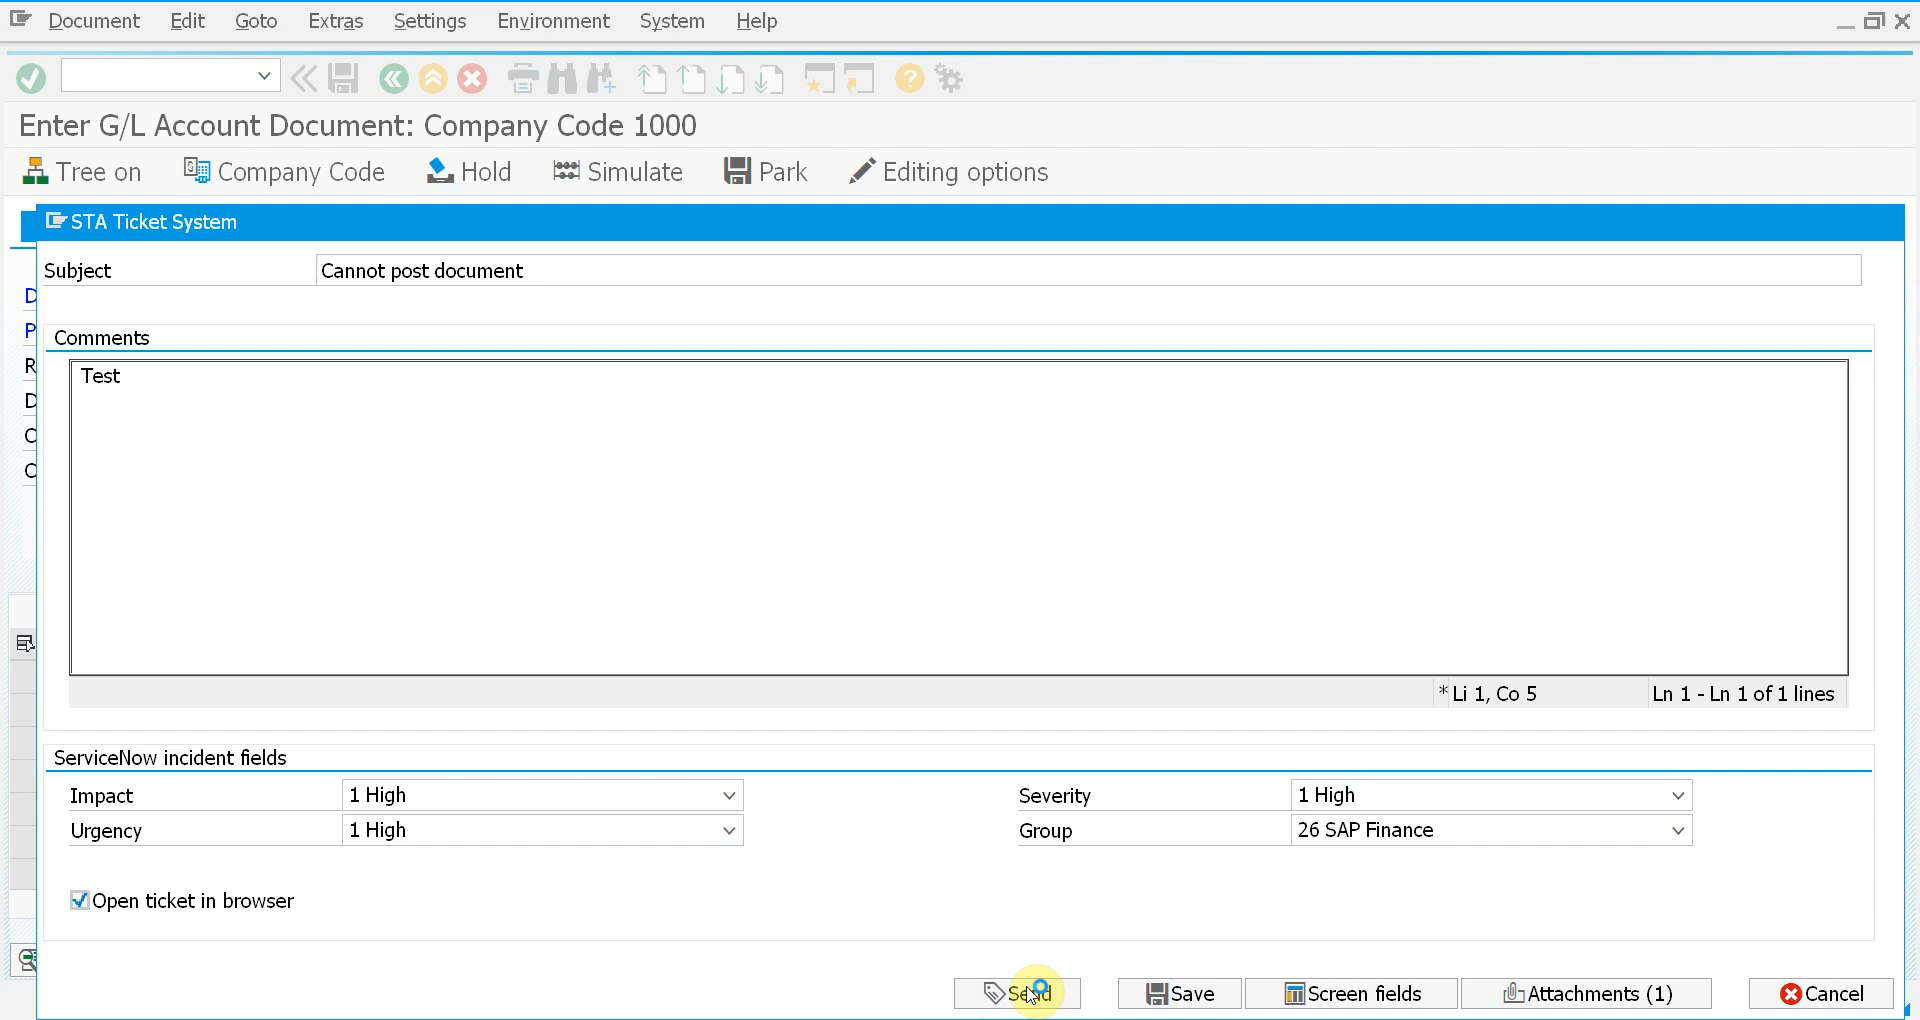 Document Edit Goto Extras Settings Environment System Help
Enter G/L Account Document: Company Code 1000
Tree on Company Code Hold Simulate Park Editing options
STA Ticket System
Subject Cannot post document
D
P
R
D
C
C
Comments
Test
* Li 1, Co 5 Ln 1 - Ln 1 of 1 lines
ServiceNow incident fields
Impact 1 High Severity 1 High
Urgency 1 High Group 26 SAP Finance
Open ticket in browser
Send Save Screen fields Attachments (1) Cancel